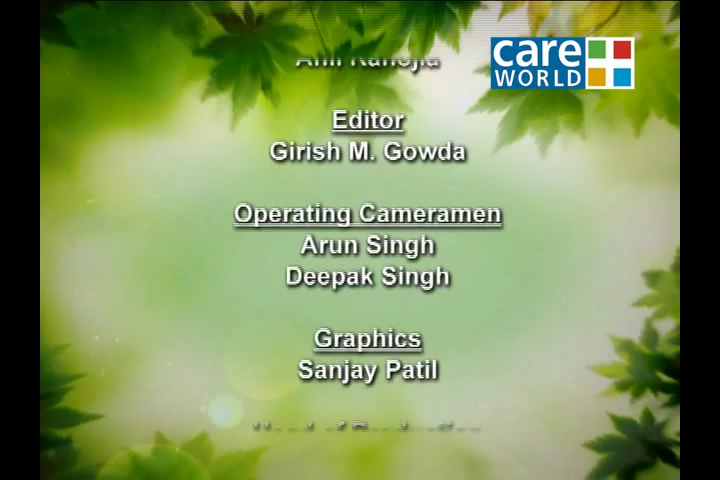 care
WORLD
Editor
Girish M. Gowda
Operating Cameramen
Arun Singh
Deepak Singh
Graphics
Sanjay Patil